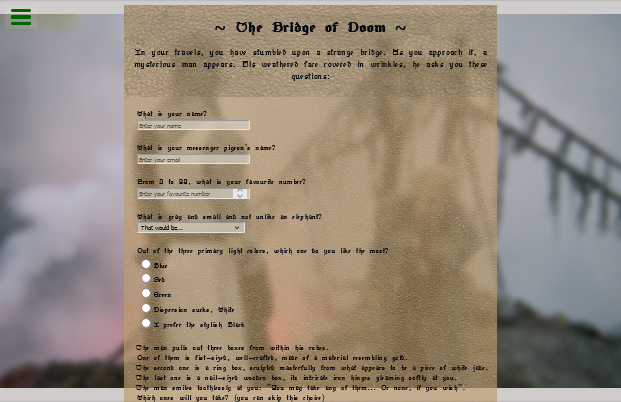 ~ The Bridge of Doom ~
In your travels, you have stumbled upon a strange bridge. As you approach it, a
mysterious man appears. His weathered face covered in wrinkles, he asks you these
questions:
What is your name?
Enter your name
What is your messenger pigeon's name?
Enter your email
From to , what is your favourite number?
Enter your favourite number
What is grey and small and not unlike an elephant?
That would be...
Out of the three primary light colors, which one do you like the most?
Blue
Red
Green
Dispersion sucks, White
I prefer the stylish Black
The man pulls out three boxes from within his robes.
One of them is fist-sized, well-crafted, made of a material resembling gold.
The second one is a ring box, sculpted masterfully from what appears to be a piece of white jade.
The last one is a nail-sized wooden box, its intricate iron hinges gleaming softly at you.
The man smiles toothlessly at you: "You may take any of them... Or none, if you wish".
Which ones will you take? (you can skip this choice)